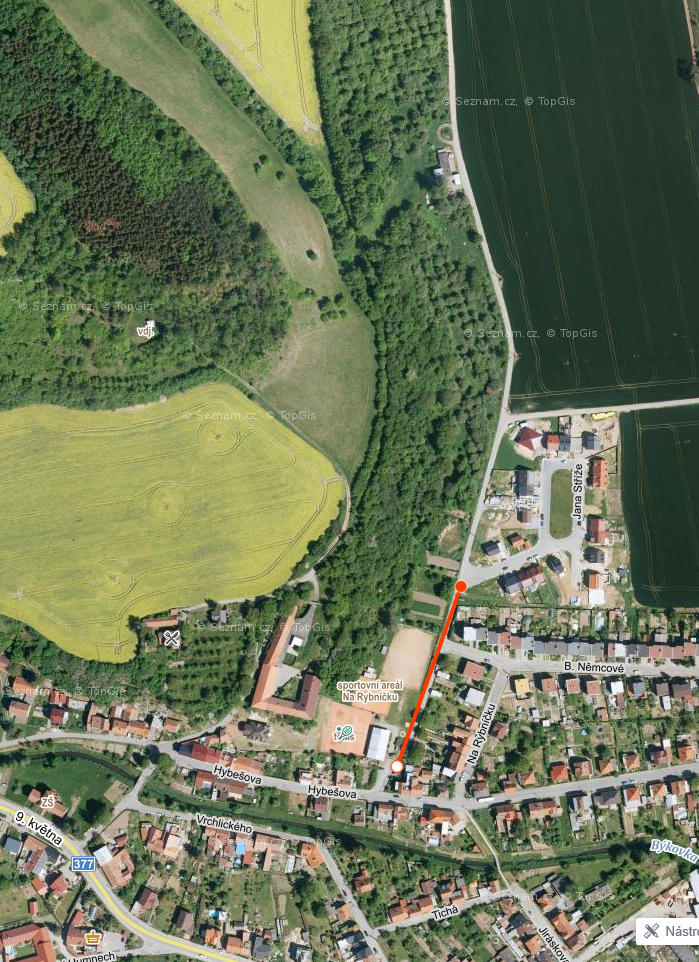 © Seznam.cz, © TopGis
© Seznam.cz, © TopGis
vdj.
© Seznam.cz, © TopGis
© Seznam.cz, © TopGis
Jana Stříže
© Seznam.cz, © TopGis
B. Němcové
© Seznam.cz, © TopGis
sportovní areál
Na Rybníčku
Na Rybníčku
tenis
Hybešova
Hybešova
ZŠ
9. května
Vrchlického
© Seznam.cz, © TopGis
Býkovka
377
© Seznam.cz, © TopGis
Tichá
Jiráskova
Nástro
Humnech